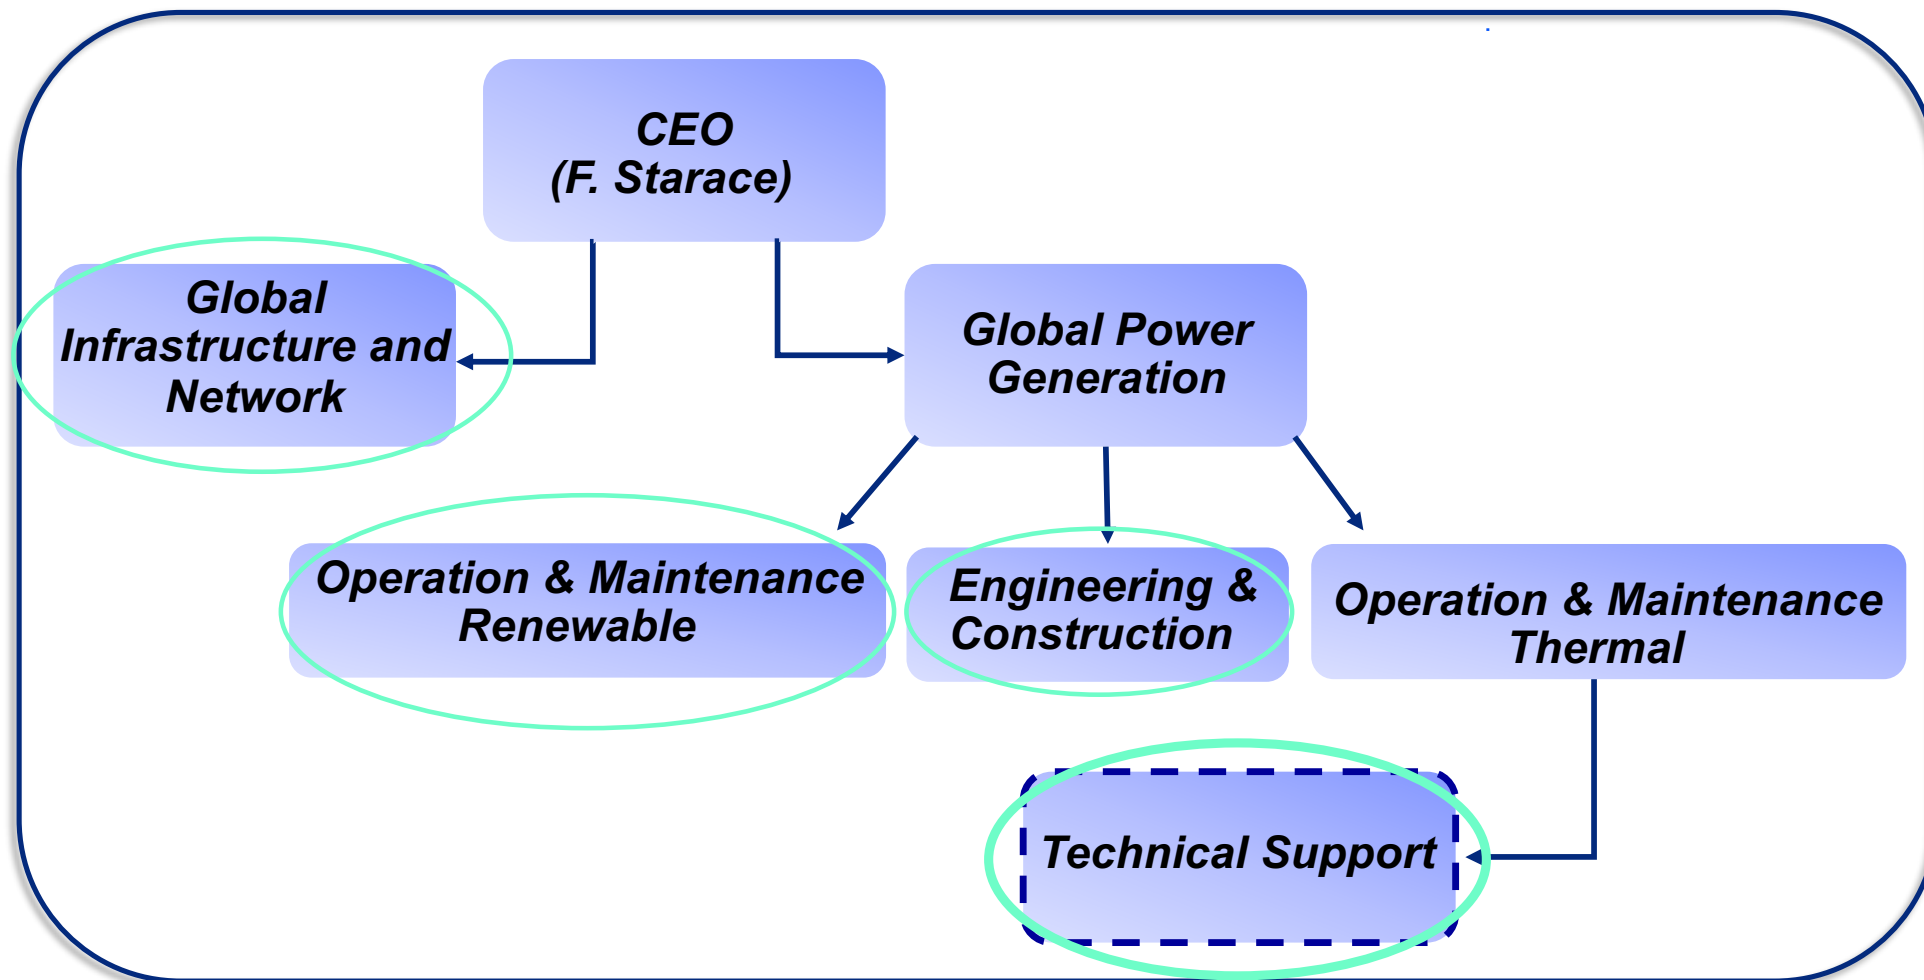 CEO
(F. Starace)
Global
Infrastructure and
Network
Global Power
Generation
Operation & Maintenance
Renewable
Engineering &
Construction
Operation & Maintenance
Thermal
Technical Support